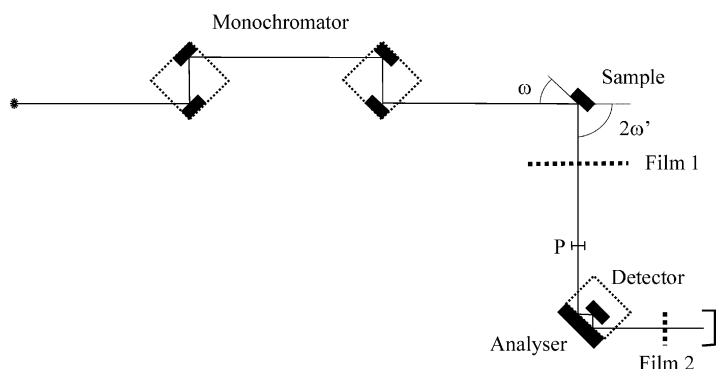 Monochromator
ω
Sample
2ω’
Film 1
P
Detector
Analyser
Film 2